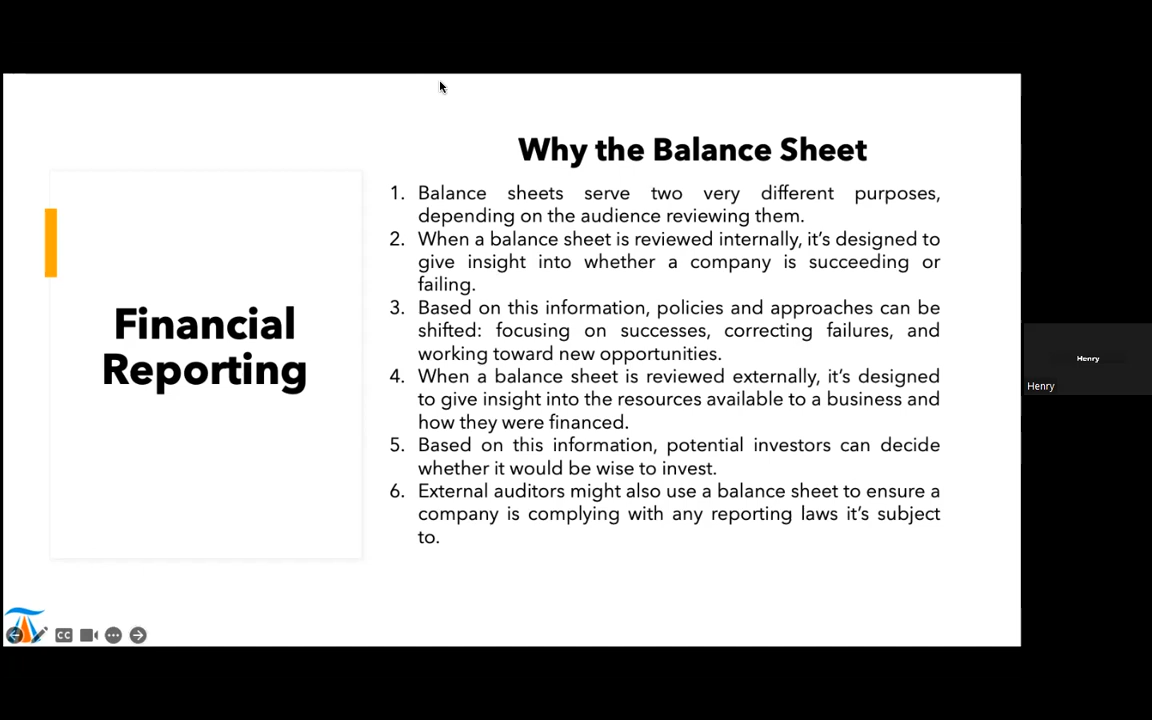 Why the Balance Sheet
Financial
Reporting
1. Balance sheets serve two very different purposes,
depending on the audience reviewing them.
2. When a balance sheet is reviewed internally, it’s designed to
give insight into whether a company is succeeding or
failing.
3. Based on this information, policies and approaches can be
shifted: focusing on successes, correcting failures, and
working toward new opportunities.
4. When a balance sheet is reviewed externally, it’s designed
to give insight into the resources available to a business and
how they were financed.
5. Based on this information, potential investors can decide
whether it would be wise to invest.
6. External auditors might also use a balance sheet to ensure a
company is complying with any reporting laws it’s subject
to.
Henry
Henry
CC